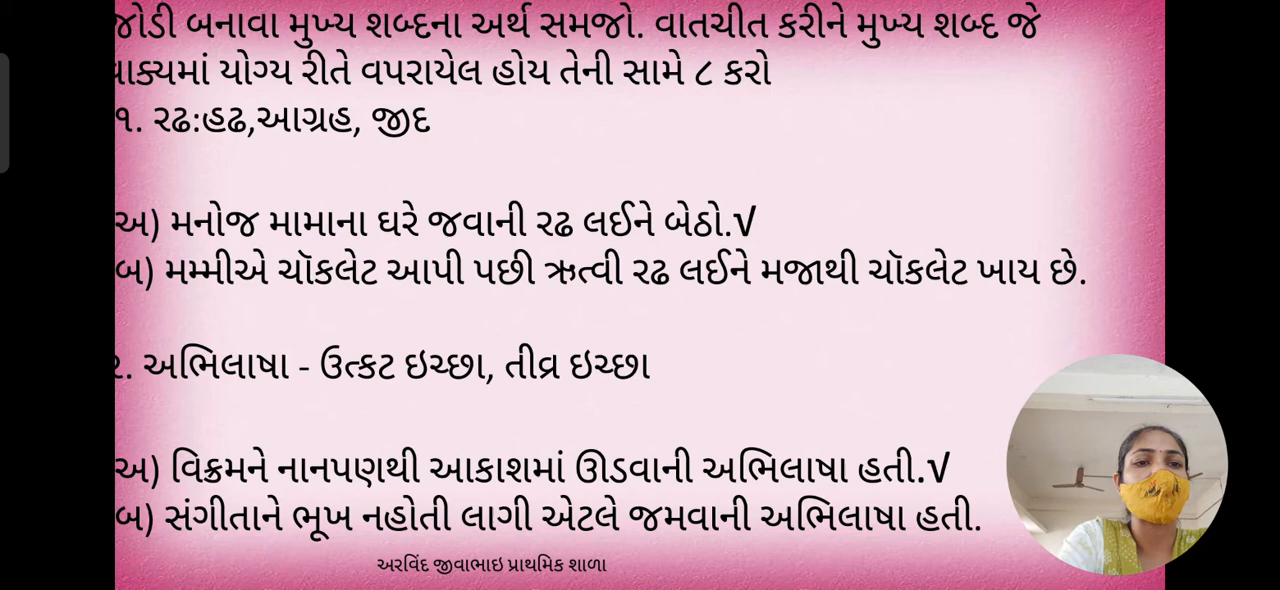 જોડી બનાવા મુખ્ય શબ્દના અર્થ સમજો. વાતચીત કરીને મુખ્ય શબ્દ જે
વાક્યમાં યોગ્ય રીતે વપરાયેલ હોય તેની સામે ૮ કરો
૧. રઢ:હઢ,આગ્રહ, જીદ
અ) મનોજ મામાના ઘરે જવાની રઢ લઈને બેઠો.√
બ) મમ્મીએ ચૉકલેટ આપી પછી ઋત્વી રઢ લઈને મજાથી ચૉકલેટ ખાય છે.
૨. અભિલાષા - ઉત્કટ ઇચ્છા, તીવ્ર ઇચ્છા
અ) વિક્રમને નાનપણથી આકાશમાં ઊડવાની અભિલાષા હતી.√
બ) સંગીતાને ભૂખ નહોતી લાગી એટલે જમવાની અભિલાષા હતી.
અરવિંદ જીવાભાઇ પ્રાથમિક શાળા